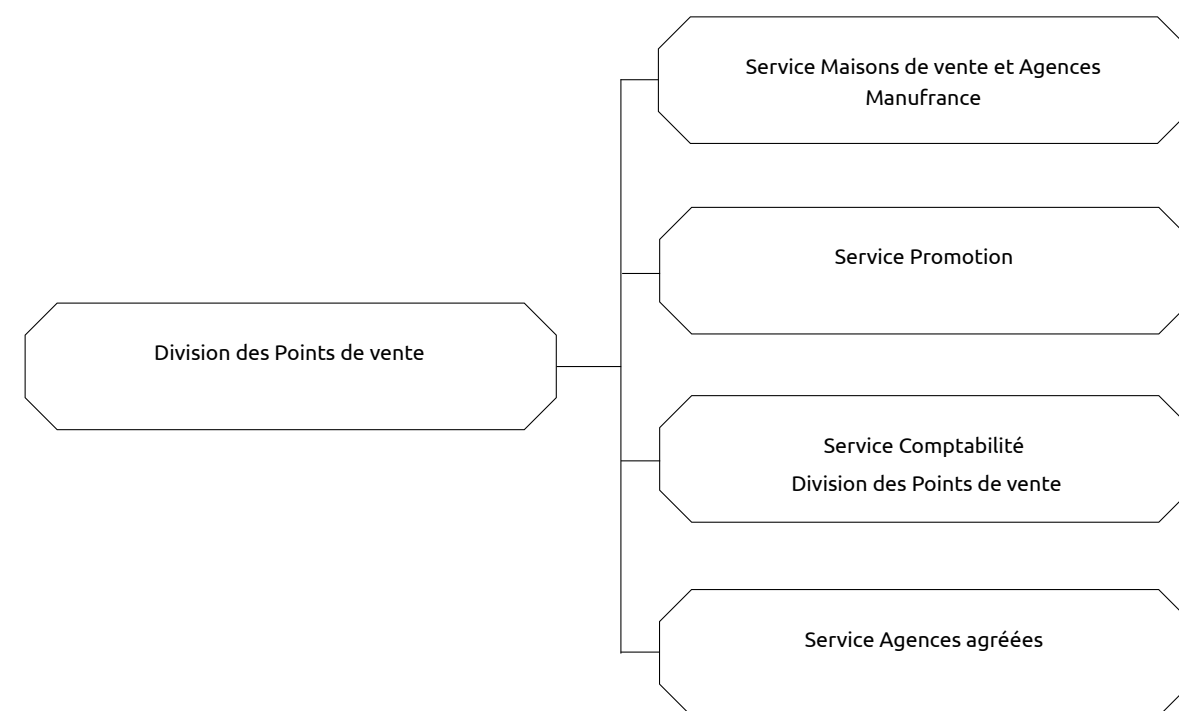 Service Maisons de vente et Agences
Manufrance
Service Promotion
Division des Points de vente
Service Comptabilité
Division des Points de vente
Service Agences agréées